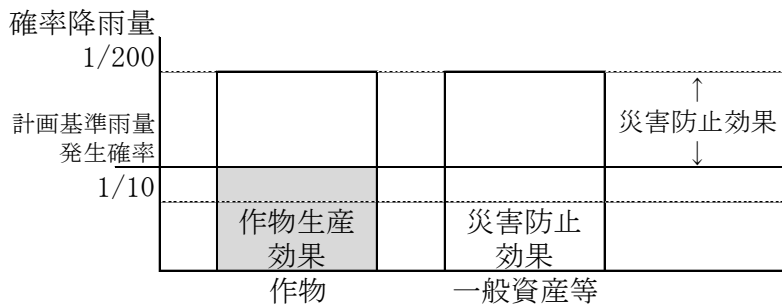 確率降雨量
1/200
↑
災害防止効果
↓
計画基準雨量
発生確率
1/10
作物生産
効果
災害防止
効果
作物
一般資産等